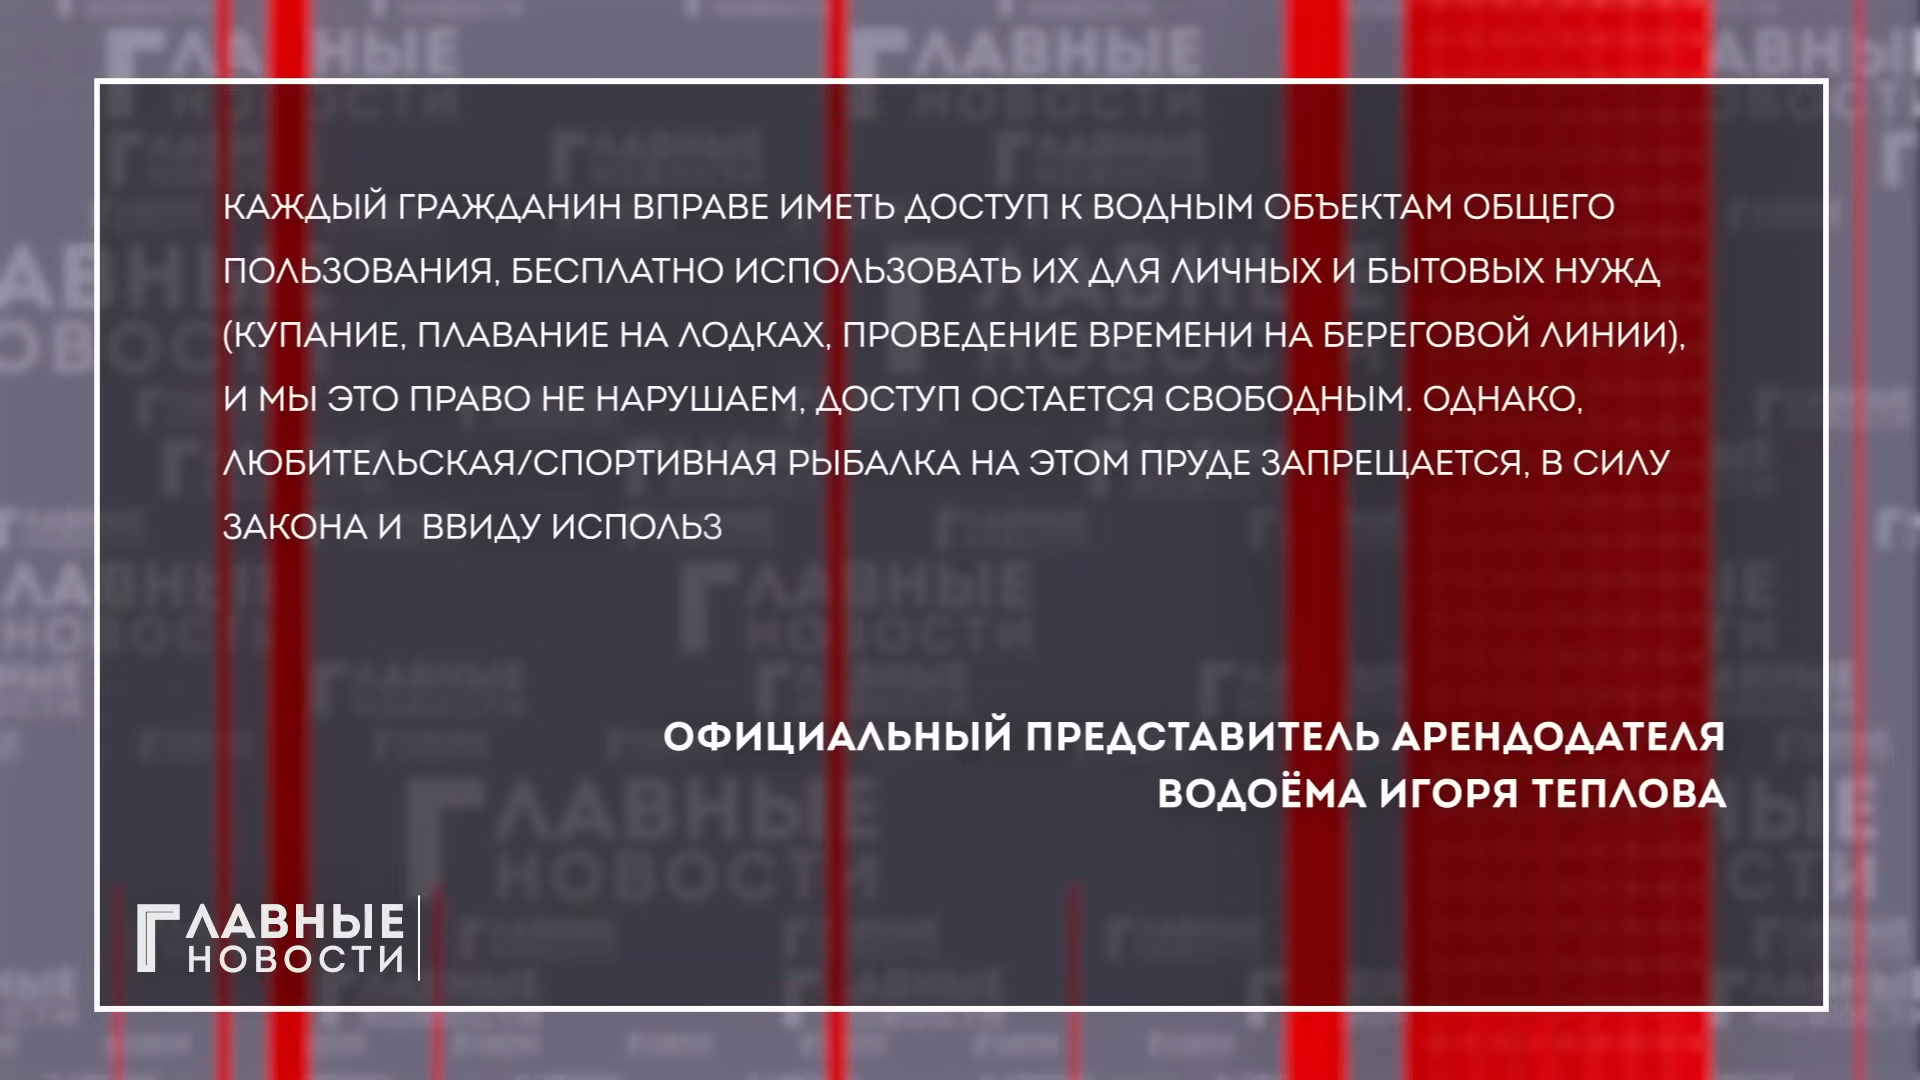 КАЖДЫЙ ГРАЖДАНИН ВПРАВЕ ИМЕТЬ ДОСТУП К ВОДНЫМ ОБЪЕКТАМ ОБЩЕГО
ПОЛЬЗОВАНИЯ, БЕСПЛАТНО ИСПОЛЬЗОВАТЬ ИХ ДЛЯ ЛИЧНЫХ И БЫТОВЫХ НУЖД
(КУПАНИЕ, ПЛАВАНИЕ НА ЛОДКАХ, ПРОВЕДЕНИЕ ВРЕМЕНИ НА БЕРЕГОВОЙ ЛИНИИ),
И МЫ ЭТО ПРАВО НЕ НАРУШАЕМ, ДОСТУП ОСТАЕТСЯ СВОБОДНЫМ. ОДНАКО,
ЛЮБИТЕЛЬСКАЯ/СПОРТИВНАЯ РЫБАЛКА НА ЭТОМ ПРУДЕ ЗАПРЕЩАЕТСЯ, В СИЛУ
ЗАКОНА И  ВВИДУ ИСПОЛЬЗ
ОФИЦИАЛЬНЫЙ ПРЕДСТАВИТЕЛЬ АРЕНДОДАТЕЛЯ
ВОДОЁМА ИГОРЯ ТЕПЛОВА
ГЛАВНЫЕ
НОВОСТИ